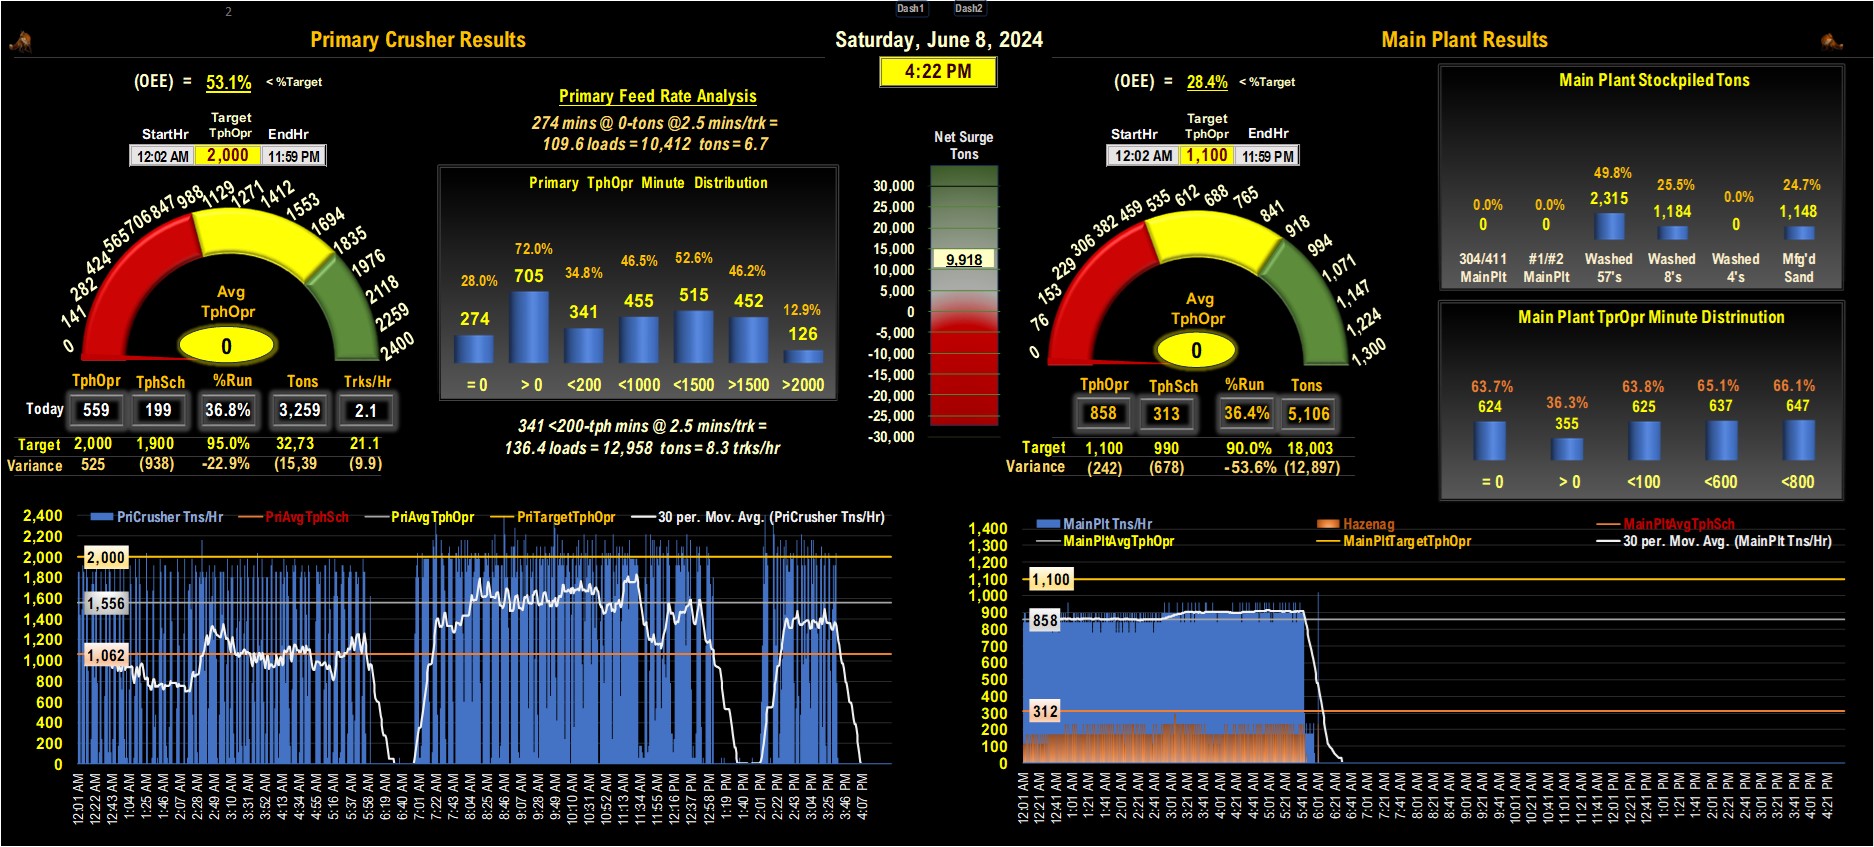 2
Dash1 Dash2
Primary Crusher Results
Saturday, June 8, 2024
Main Plant Results
4:22 PM
(OEE) = 53.1% < %Target
Target
StartHr TphOpr EndHr
12:02 AM 2,000 11:59 PM
0 141 282 424 565 706 847 988 1129 1271 1412 1553 1694 1835 1976 2118 2259 2400
Avg
TphOpr
0
TphOpr TphSch %Run Tons Trks/Hr
Today 559 199 36.8% 3,259 2.1
Target 2,000 1,900 95.0% 32,73 21.1
Variance 525 (938) -22.9% (15,39 (9.9)
Primary Feed Rate Analysis
274 mins @ 0-tons @2.5 mins/trk =
109.6 loads = 10,412 tons = 6.7
Primary TphOpr Minute Distribution
28.0% 72.0% 34.8% 46.5% 52.6% 46.2% 12.9%
274 705 341 455 515 452 126
= 0 > 0 <200 <1000 <1500 >1500 >2000
341 <200-tph mins @ 2.5 mins/trk =
136.4 loads = 12,958 tons = 8.3 trks/hr
Net Surge
Tons
30,000
25,000
20,000
15,000
9,918
10,000
5,000
0
-5,000
-10,000
-15,000
-20,000
-25,000
-30,000
(OEE) = 28.4% < %Target
Target
StartHr TphOpr EndHr
12:02 AM 1,100 11:59 PM
0 76 153 229 306 382 459 535 612 688 765 841 918 994 1,071 1,147 1,224 1,300
Avg
TphOpr
0
TphOpr TphSch %Run Tons
858 313 36.4% 5,106
Target 1,100 990 90.0% 18,003
Variance (242) (678) -53.6% (12,897)
Main Plant Stockpiled Tons
0.0% 0.0% 49.8% 25.5% 0.0% 24.7%
0 0 2,315 1,184 0 1,148
304/411 #1/#2 Washed Washed Washed Mfg'd
MainPlt MainPlt 57's 8's 4's Sand
Main Plant TprOpr Minute Distrinution
63.7% 36.3% 63.8% 65.1% 66.1%
624 355 625 637 647
= 0 > 0 <100 <600 <800
PriCrusher Tns/Hr PriAvgTphSch PriAvgTphOpr PriTargetTphOpr 30 per. Mov. Avg. (PriCrusher Tns/Hr)
2,400
2,200
2,000
1,800
1,600
1,400
1,200
1,000
800
600
400
200
0
2,000
1,556
1,062
12:01 AM 12:22 AM 12:43 AM 1:04 AM 1:25 AM 1:46 AM 2:07 AM 2:28 AM 2:49 AM 3:10 AM 3:31 AM 3:52 AM 4:13 AM 4:34 AM 4:55 AM 5:16 AM 5:37 AM 5:58 AM 6:19 AM 6:40 AM 7:01 AM 7:22 AM 7:43 AM 8:04 AM 8:25 AM 8:46 AM 9:07 AM 9:28 AM 9:49 AM 10:10 AM 10:31 AM 10:52 AM 11:13 AM 11:34 AM 11:55 AM 12:16 PM 12:37 PM 12:58 PM 1:19 PM 1:40 PM 2:01 PM 2:22 PM 2:43 PM 3:04 PM 3:25 PM 3:46 PM 4:07 PM
MainPlt Tns/Hr Hazenag MainPltAvgTphSch
MainPltAvgTphOpr MainPltTargetTphOpr 30 per. Mov. Avg. (MainPlt Tns/Hr)
1,400
1,300
1,200
1,100
1,000
900
800
700
600
500
400
300
200
100
0
1,100
858
312
12:01 AM 12:21 AM 12:41 AM 1:01 AM 1:21 AM 1:41 AM 2:01 AM 2:21 AM 2:41 AM 3:01 AM 3:21 AM 3:41 AM 4:01 AM 4:21 AM 4:41 AM 5:01 AM 5:21 AM 5:41 AM 6:01 AM 6:21 AM 6:41 AM 7:01 AM 7:21 AM 7:41 AM 8:01 AM 8:21 AM 8:41 AM 9:01 AM 9:21 AM 9:41 AM 10:01 AM 10:21 AM 10:41 AM 11:01 AM 11:21 AM 11:41 AM 12:01 PM 12:21 PM 12:41 PM 1:01 PM 1:21 PM 1:41 PM 2:01 PM 2:21 PM 2:41 PM 3:01 PM 3:21 PM 3:41 PM 4:01 PM 4:21 PM